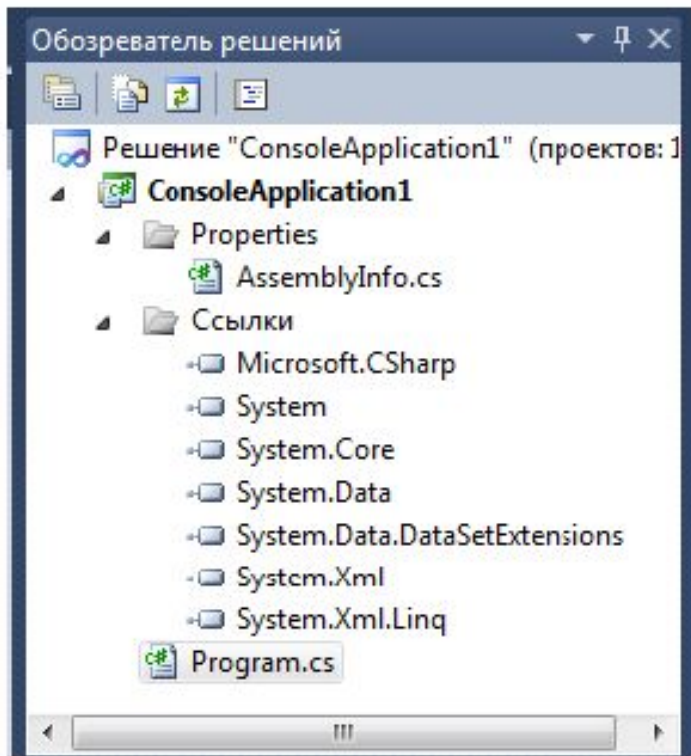 Обозреватель решений
Решение "ConsoleApplication1" (проектов: 1
ConsoleApplication1
Properties
AssemblyInfo.cs
Ссылки
Microsoft.CSharp
System
System.Core
System.Data
System.Data.DataSetExtensions
System.Xml
System.Xml.Linq
Program.cs